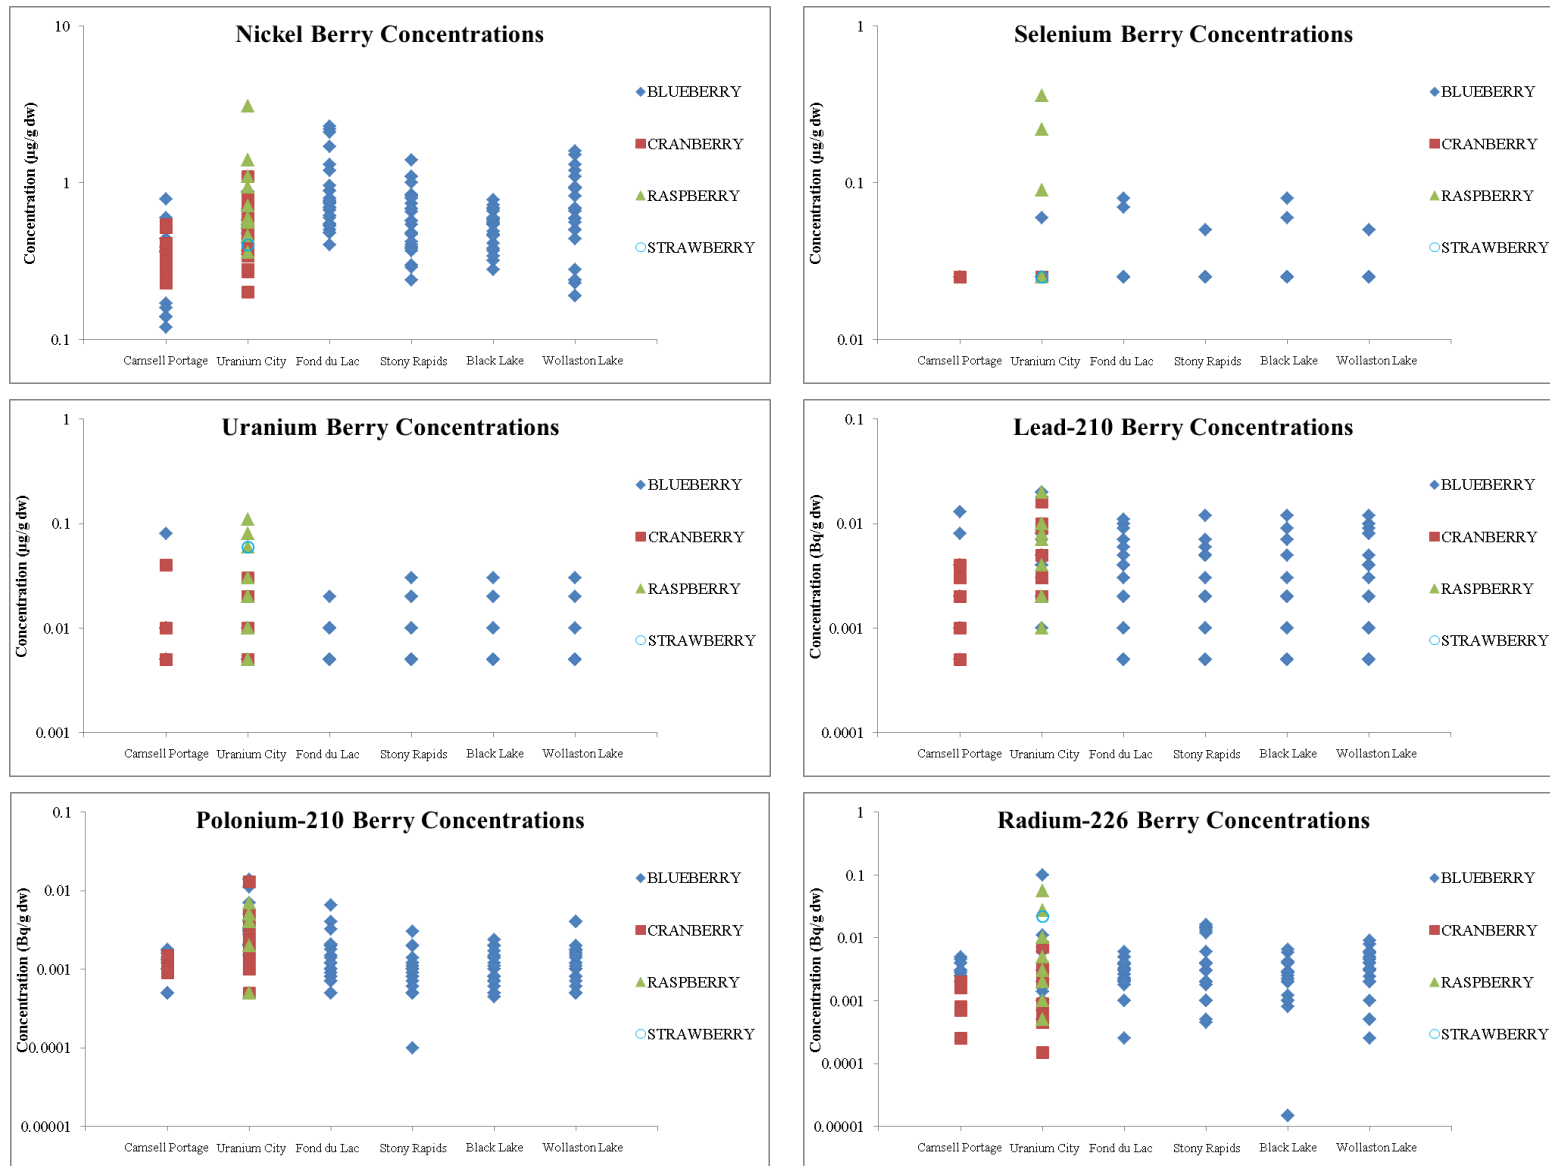 Nickel Berry Concentrations
Concentration (µg/g dw)
10
1
0.1
Camsell Portage Uranium City Fond du Lac Stony Rapids Black Lake Wollaston Lake
BLUEBERRY
CRANBERRY
RASPBERRY
STRAWBERRY
Selenium Berry Concentrations
Concentration (µg/g dw)
1
0.1
0.01
Camsell Portage Uranium City Fond du Lac Stony Rapids Black Lake Wollaston Lake
BLUEBERRY
CRANBERRY
RASPBERRY
STRAWBERRY
Uranium Berry Concentrations
Concentration (µg/g dw)
1
0.1
0.01
0.001
Camsell Portage Uranium City Fond du Lac Stony Rapids Black Lake Wollaston Lake
BLUEBERRY
CRANBERRY
RASPBERRY
STRAWBERRY
Lead-210 Berry Concentrations
Concentration (Bq/g dw)
0.1
0.01
0.001
0.0001
Camsell Portage Uranium City Fond du Lac Stony Rapids Black Lake Wollaston Lake
BLUEBERRY
CRANBERRY
RASPBERRY
STRAWBERRY
Polonium-210 Berry Concentrations
Concentration (Bq/g dw)
0.1
0.01
0.001
0.0001
0.00001
Camsell Portage Uranium City Fond du Lac Stony Rapids Black Lake Wollaston Lake
BLUEBERRY
CRANBERRY
RASPBERRY
STRAWBERRY
Radium-226 Berry Concentrations
Concentration (Bq/g dw)
1
0.1
0.01
0.001
0.0001
0.00001
Camsell Portage Uranium City Fond du Lac Stony Rapids Black Lake Wollaston Lake
BLUEBERRY
CRANBERRY
RASPBERRY
STRAWBERRY